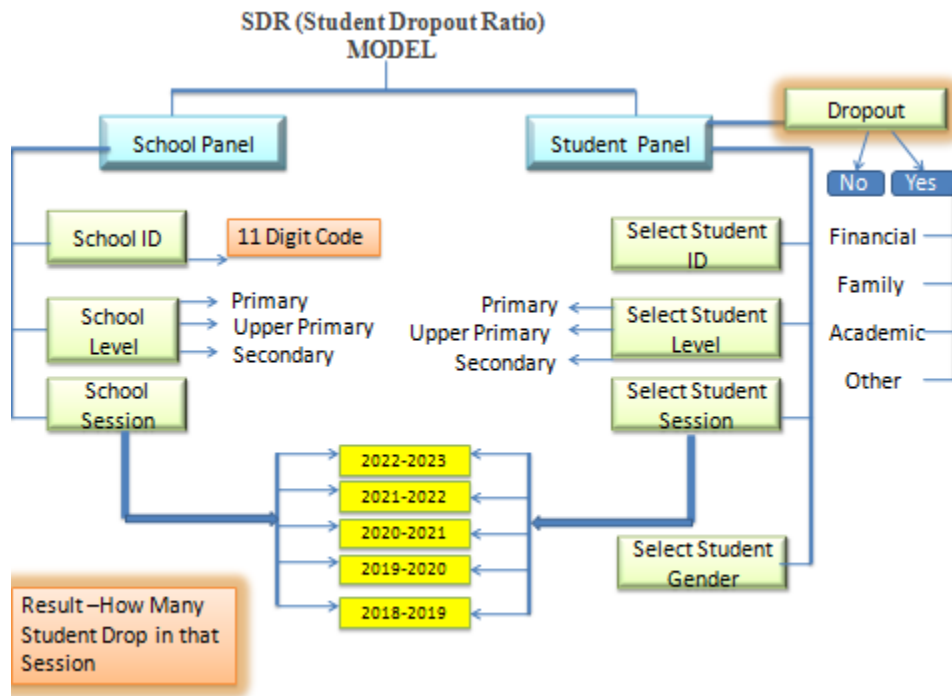 SDR (Student Dropout Ratio)
MODEL
School Panel
Student Panel
Dropout
No
Yes
School ID
11 Digit Code
Select Student
ID
Financial
Family
Academic
Other
School
Level
Primary
Upper Primary
Secondary
Primary
Upper Primary
Secondary
Select Student
Level
School
Session
Select Student
Session
2022-2023
2021-2022
2020-2021
2019-2020
2018-2019
Select Student
Gender
Result –How Many
Student Drop in that
Session